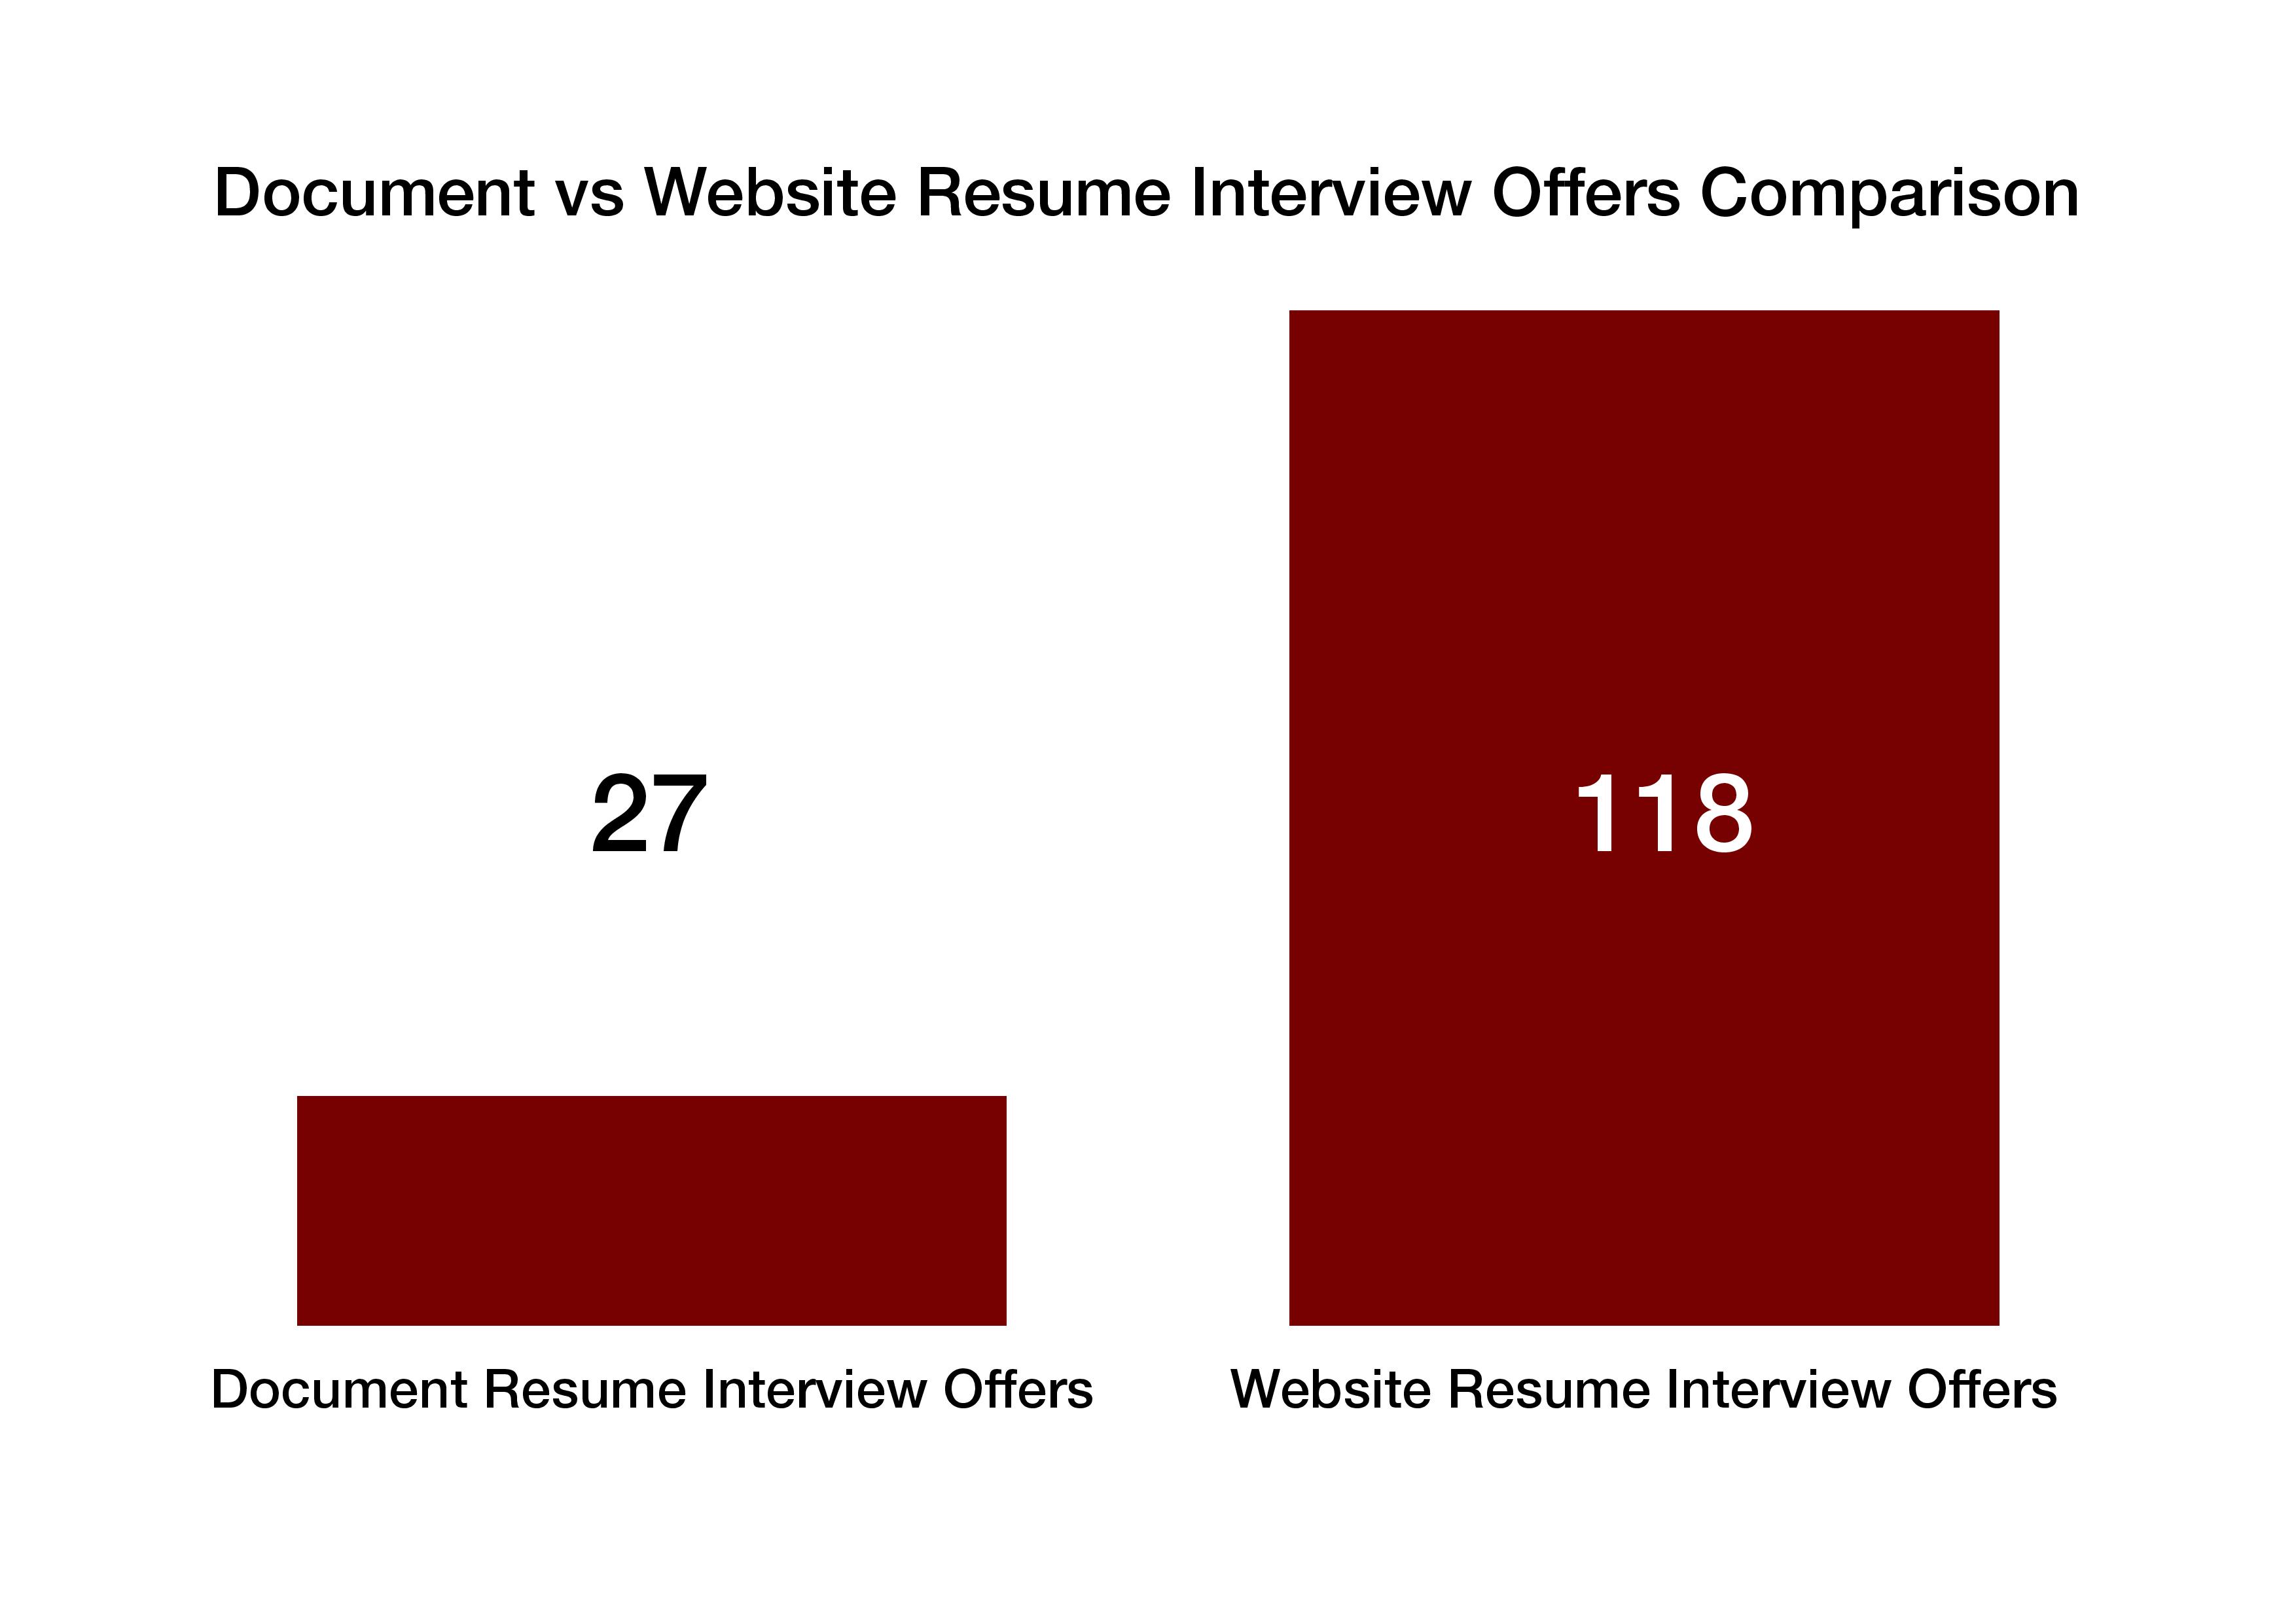 Document vs Website Resume Interview Offers Comparison
27
118
Document Resume Interview Offers
Website Resume Interview Offers